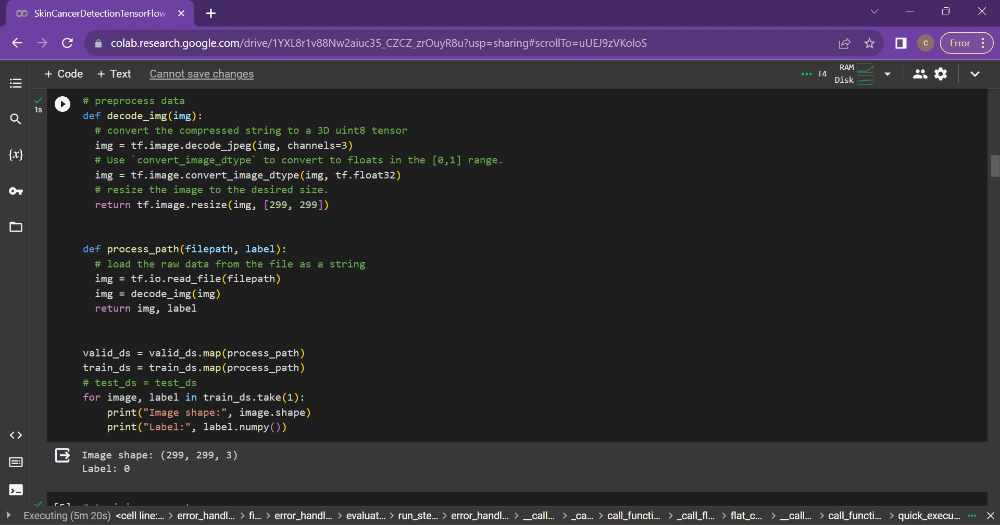 SkinCancerDetectionTensorFlow
colab.research.google.com/drive/1YXL8r1v88Nw2aiuc35_CZCZ_zrOuyR8u?usp=sharing#scrollTo=uUEJ9zVKoloS
C
Error
+ Code + Text Cannot save changes
T4
RAM
Disk
1s
# preprocess data
def decode_img(img):
# convert the compressed string to a 3D uint8 tensor
img = tf.image.decode_jpeg(img, channels=3)
# Use `convert_image_dtype` to convert to floats in the [0,1] range.
img = tf.image.convert_image_dtype(img, tf.float32)
# resize the image to the desired size.
return tf.image.resize(img, [299, 299])
def process_path(filepath, label):
# load the raw data from the file as a string
img = tf.io.read_file(filepath)
img = decode_img(img)
return img, label
valid_ds = valid_ds.map(process_path)
train_ds = train_ds.map(process_path)
# test_ds = test_ds
for image, label in train_ds.take(1):
print("Image shape:", image.shape)
print("Label:", label.numpy())
Image shape: (299, 299, 3)
Label: 0
Executing (5m 20s) <cell line:... > error_handl... > fi... > error_handl... > evaluat... > run_ste... > error_handl... > __call... > _ca... > call_functi... > _call_fl... > flat_c... > __call... > call_functi... > quick_execu...